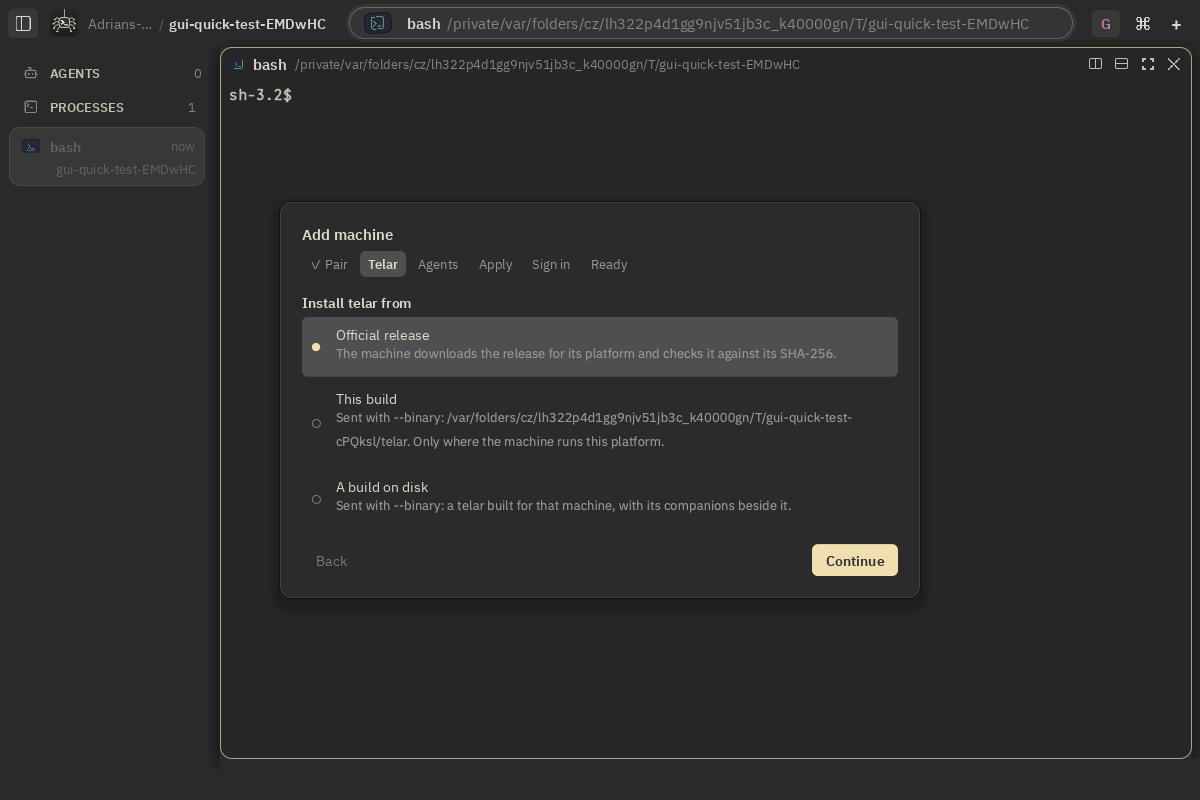 Adrians-... / gui-quick-test-EMDwHC
bash /private/var/folders/cz/lh322p4d1gg9njv51jb3c_k40000gn/T/gui-quick-test-EMDwHC
G ⌘ +
AGENTS 0
PROCESSES 1
bash now
gui-quick-test-EMDwHC
bash /private/var/folders/cz/lh322p4d1gg9njv51jb3c_k40000gn/T/gui-quick-test-EMDwHC
sh-3.2$
Add machine
✓ Pair Telar Agents Apply Sign in Ready
Install telar from
Official release
The machine downloads the release for its platform and checks it against its SHA-256.
This build
Sent with --binary: /var/folders/cz/lh322p4d1gg9njv51jb3c_k40000gn/T/gui-quick-test-
cPQksl/telar. Only where the machine runs this platform.
A build on disk
Sent with --binary: a telar built for that machine, with its companions beside it.
Back Continue